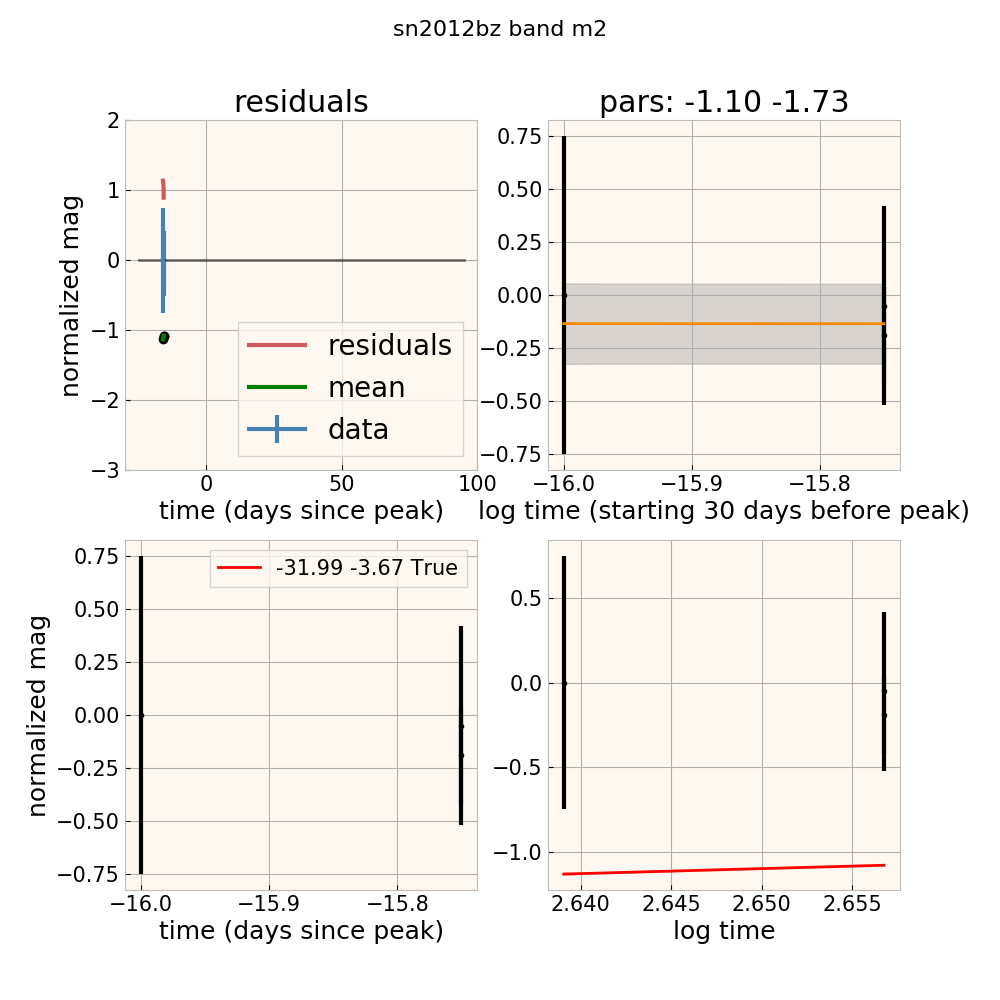 sn2012bz band m2
residuals
pars: -1.10 -1.73
normalized mag
2
1
0
−1
−2
−3
residuals
mean
data
0
50
100
time (days since peak)
0.75
0.50
0.25
0.00
−0.25
−0.50
−0.75
−16.0
−15.9
−15.8
log time (starting 30 days before peak)
normalized mag
0.75
0.50
0.25
0.00
−0.25
−0.50
−0.75
-31.99 -3.67 True
−16.0
−15.9
−15.8
time (days since peak)
0.5
0.0
−0.5
−1.0
2.640
2.645
2.650
2.655
log time